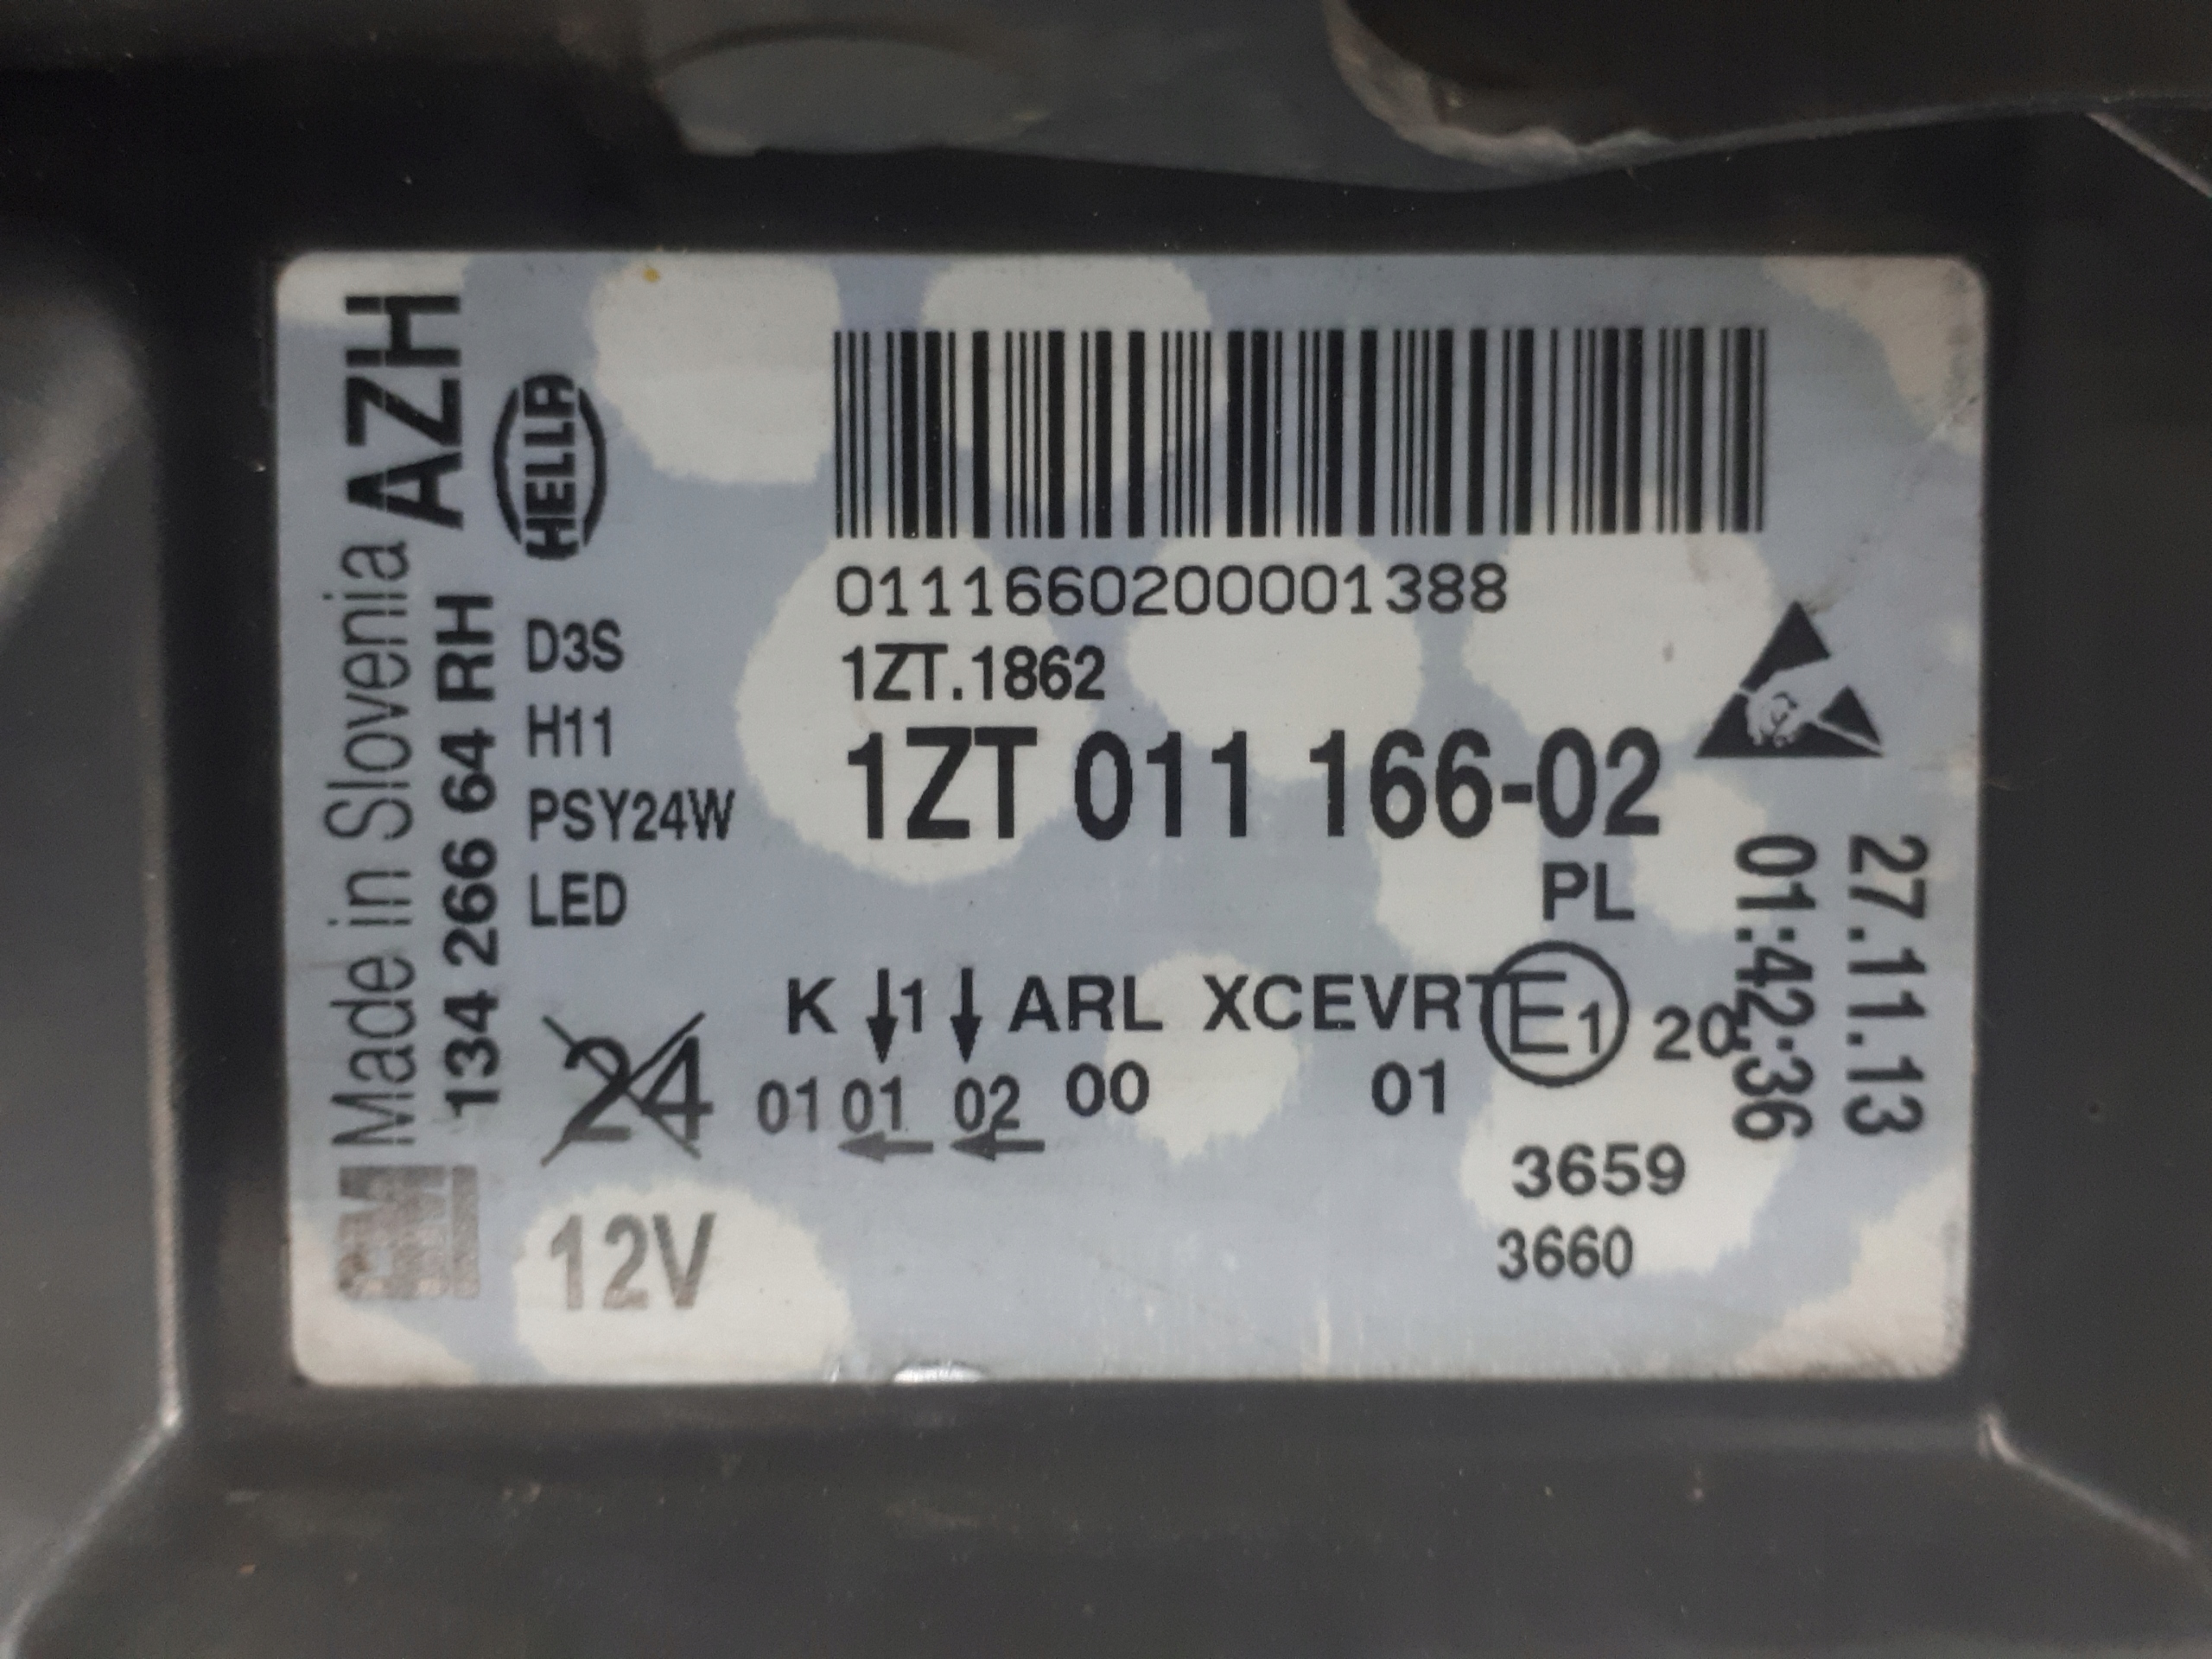 Made in Slovenia
AZH
134 266 64 RH
HELLA
D3S
H11
PSY24W
LED
24
12V
0111660200001388
1ZT.1862
1ZT 011 166-02
PL
K ↓1↓ ARL XCEVRT E1 20
01 01 02 00 01
← ←
3659
3660
27.11.13
01:42:36